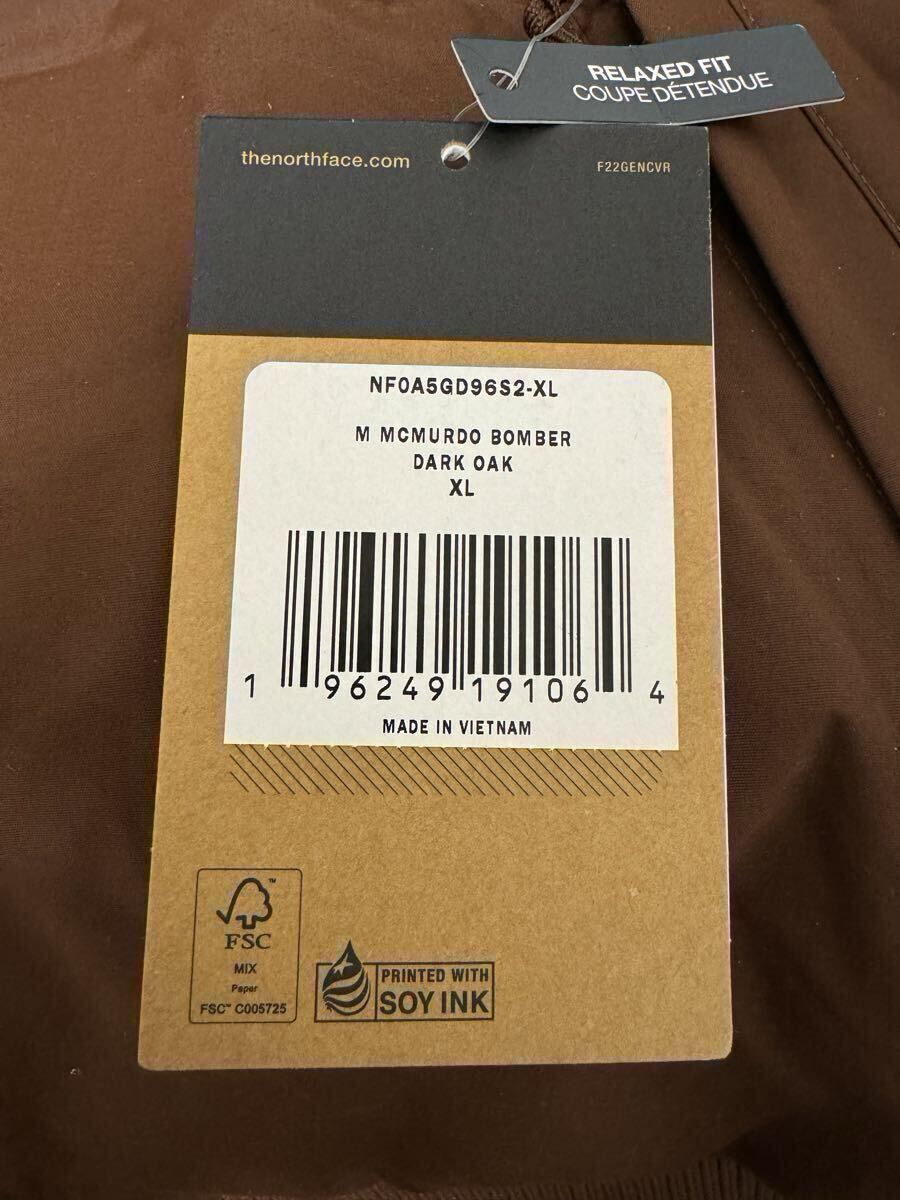 RELAXED FIT
COUPE DÉTENDUE
thenorthface.com
F22GENCVR
NF0A5GD96S2-XL
M MCMURDO BOMBER
DARK OAK
XL
1 96249 19106 4
MADE IN VIETNAM
FSC™
MIX
Paper
FSC™ C005725
PRINTED WITH
SOY INK